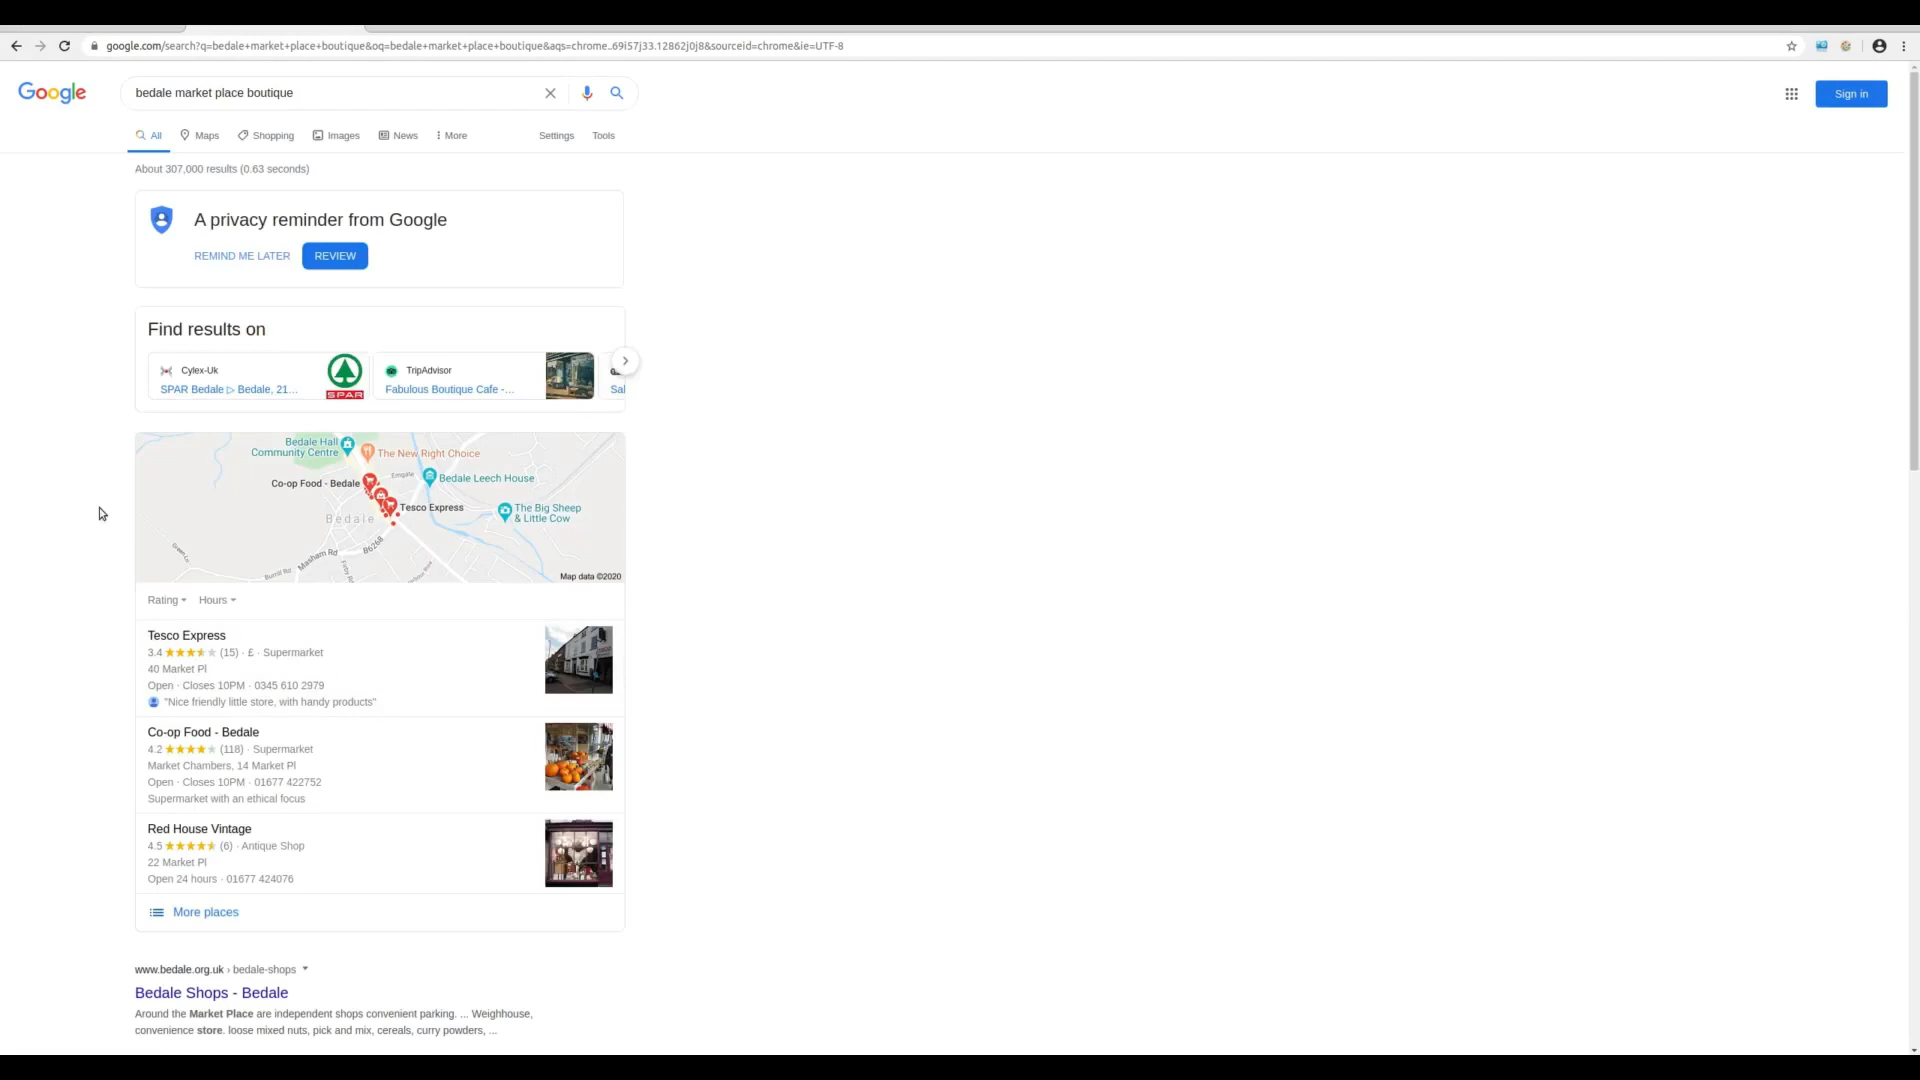 google.com/search?q=bedale+market+place+boutique&oq=bedale+market+place+boutique&aqs=chrome..69i57j33.12862j0j8&sourceid=chrome&ie=UTF-8
Google
bedale market place boutique
Sign in
All Maps Shopping Images News More Settings Tools
About 307,000 results (0.63 seconds)
A privacy reminder from Google
REMIND ME LATER REVIEW
Find results on
Cylex-Uk
SPAR Bedale ▷ Bedale, 21...
SPAR
TripAdvisor
Fabulous Boutique Cafe -...
Sal
Bedale Hall
Community Centre
The New Right Choice
Emgate
Co-op Food - Bedale
Bedale Leech House
Tesco Express
The Big Sheep
& Little Cow
Bedale
B6268
Masham Rd
Green Ln
Burrill Rd
Map data ©2020
Rating Hours
Tesco Express
3.4 (15) · £ · Supermarket
40 Market Pl
Open · Closes 10PM · 0345 610 2979
"Nice friendly little store, with handy products"
Co-op Food - Bedale
4.2 (118) · Supermarket
Market Chambers, 14 Market Pl
Open · Closes 10PM · 01677 422752
Supermarket with an ethical focus
Red House Vintage
4.5 (6) · Antique Shop
22 Market Pl
Open 24 hours · 01677 424076
More places
www.bedale.org.uk › bedale-shops
Bedale Shops - Bedale
Around the Market Place are independent shops convenient parking. ... Weighhouse,
convenience store. loose mixed nuts, pick and mix, cereals, curry powders, ...